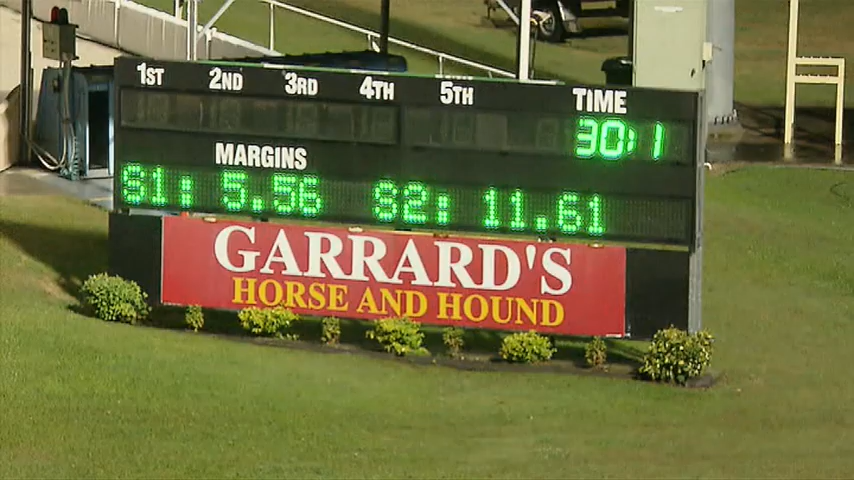 1ST 2ND 3RD 4TH 5TH TIME
30:1
MARGINS
S1: 5.56 S2: 11.61
GARRARD'S
HORSE AND HOUND